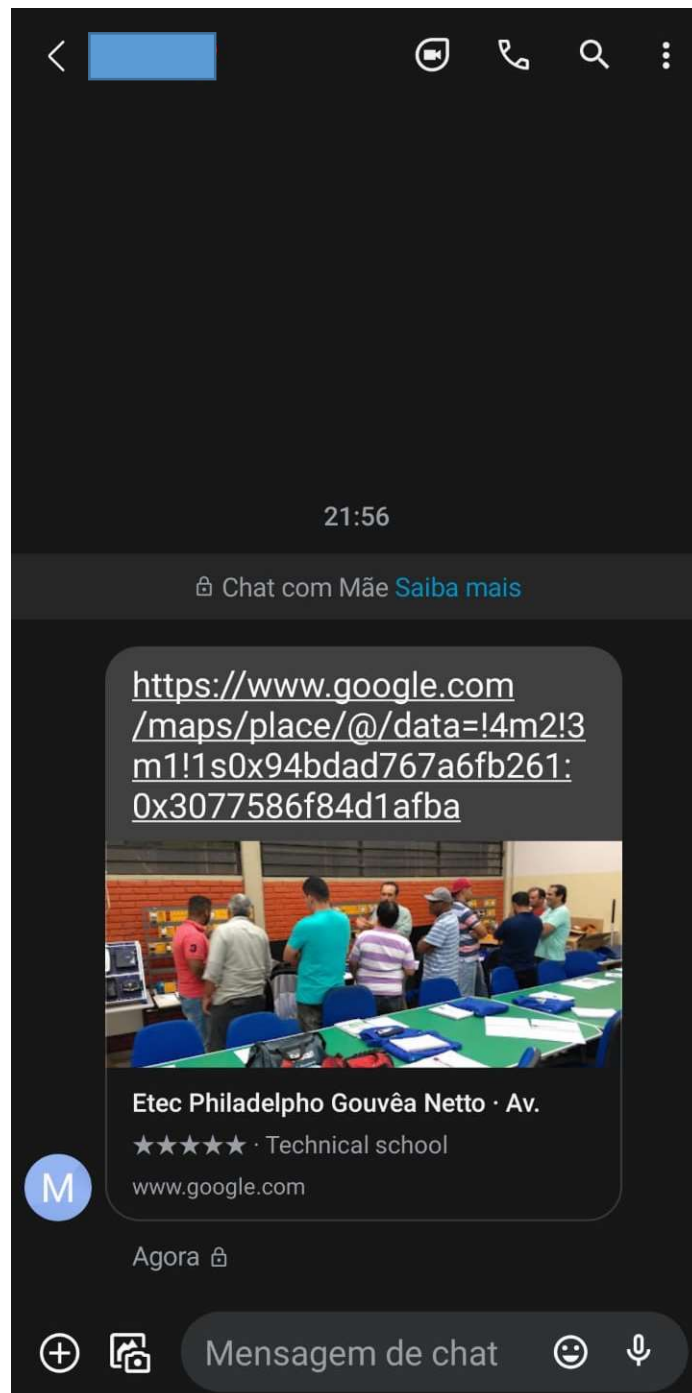 21:56
Chat com Mãe Saiba mais
https://www.google.com
/maps/place/@/data=!4m2!3
m1!1s0x94bdad767a6fb261:
0x3077586f84d1afba
Etec Philadelpho Gouvêa Netto · Av.
★★★★★ · Technical school
www.google.com
M
Agora
Mensagem de chat